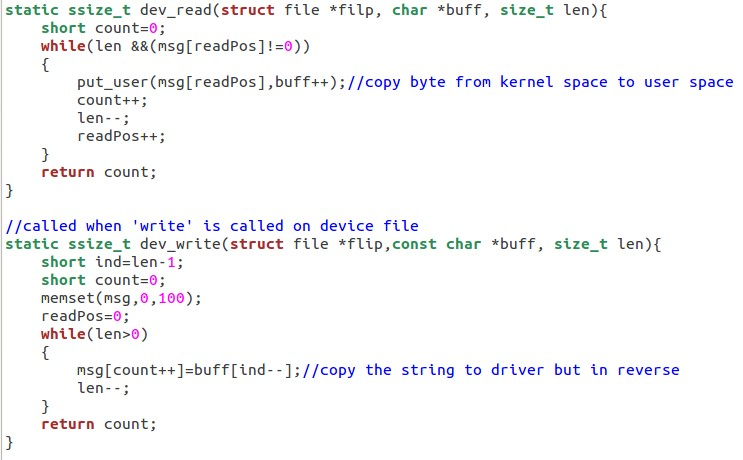 static ssize_t dev_read(struct file *filp, char *buff, size_t len){
    short count=0;
    while(len &&(msg[readPos]!=0))
    {
        put_user(msg[readPos],buff++);//copy byte from kernel space to user space
        count++;
        len--;
        readPos++;
    }
    return count;
}

//called when 'write' is called on device file
static ssize_t dev_write(struct file *flip,const char *buff, size_t len){
    short ind=len-1;
    short count=0;
    memset(msg,0,100);
    readPos=0;
    while(len>0)
    {
        msg[count++]=buff[ind--];//copy the string to driver but in reverse
        len--;
    }
    return count;
}